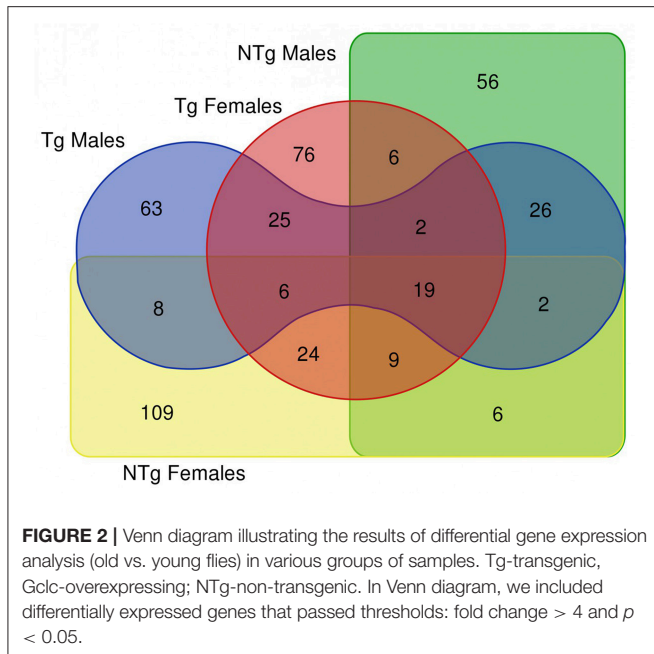 NTg Males
56
Tg Females
Tg Males
76
6
63
25
2
26
8
6
19
2
24
9
109
6
NTg Females
FIGURE 2 | Venn diagram illustrating the results of differential gene expression
analysis (old vs. young flies) in various groups of samples. Tg-transgenic,
Gclc-overexpressing; NTg-non-transgenic. In Venn diagram, we included
differentially expressed genes that passed thresholds: fold change > 4 and p
< 0.05.